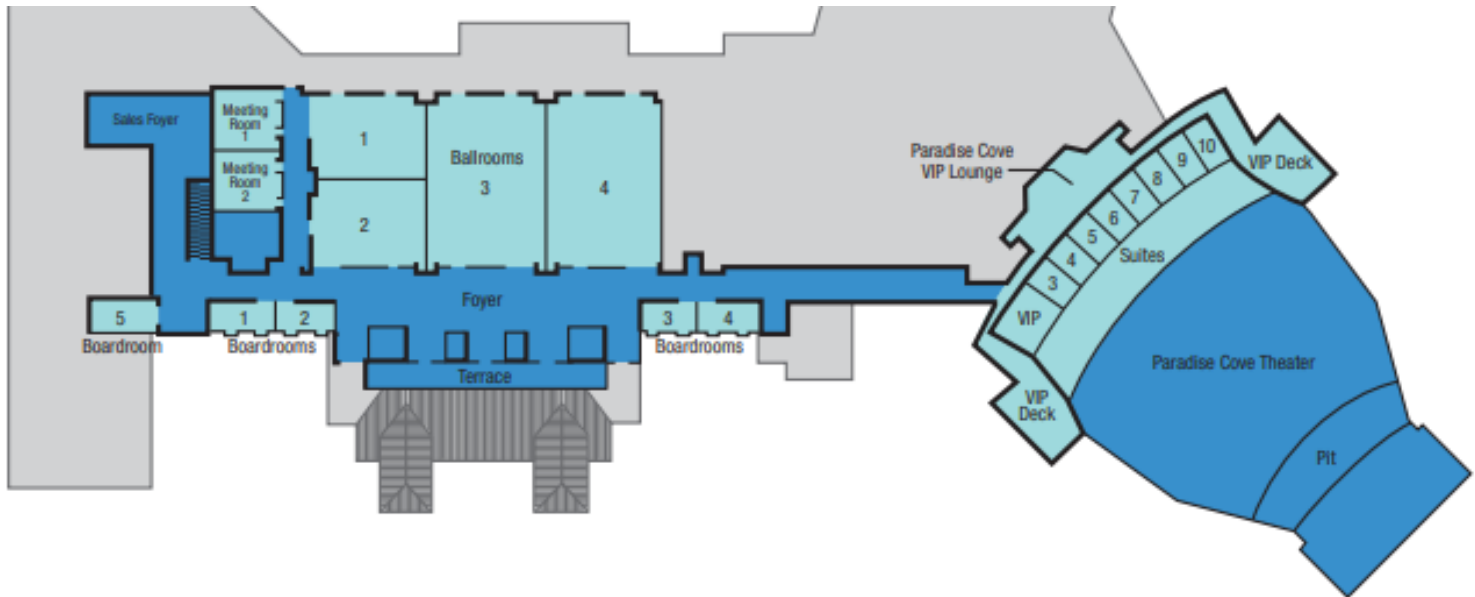 Sales Foyer
Meeting
Room
1
Meeting
Room
2
1
2
Ballrooms
3
4
Foyer
5
Boardroom
1
2
Boardrooms
3
4
Boardrooms
Terrace
Paradise Cove
VIP Lounge
VIP Deck
10
9
8
7
6
5
4
3
VIP
Suites
VIP
Deck
Paradise Cove Theater
Pit